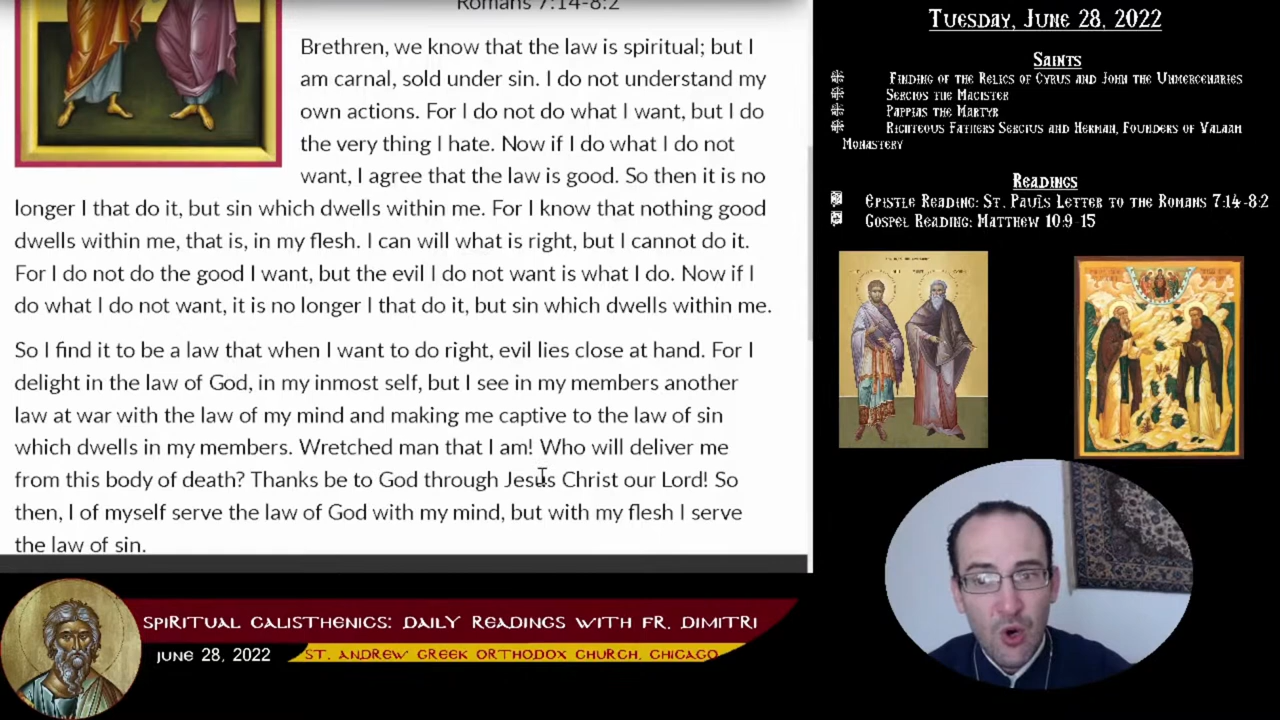 Romans 7:14-8:2
Brethren, we know that the law is spiritual; but I
am carnal, sold under sin. I do not understand my
own actions. For I do not do what I want, but I do
the very thing I hate. Now if I do what I do not
want, I agree that the law is good. So then it is no
longer I that do it, but sin which dwells within me. For I know that nothing good
dwells within me, that is, in my flesh. I can will what is right, but I cannot do it.
For I do not do the good I want, but the evil I do not want is what I do. Now if I
do what I do not want, it is no longer I that do it, but sin which dwells within me.
So I find it to be a law that when I want to do right, evil lies close at hand. For I
delight in the law of God, in my inmost self, but I see in my members another
law at war with the law of my mind and making me captive to the law of sin
which dwells in my members. Wretched man that I am! Who will deliver me
from this body of death? Thanks be to God through Jesus Christ our Lord! So
then, I of myself serve the law of God with my mind, but with my flesh I serve
the law of sin.
Tuesday, June 28, 2022
Saints
Finding of the Relics of Cyrus and John the Unmercenaries
Sergios the Magister
Pappias the Martyr
Righteous Fathers Sergius and Herman, Founders of Valaam
Monastery
Readings
Epistle Reading: St. Paul's Letter to the Romans 7:14-8:2
Gospel Reading: Matthew 10:9-15
SPIRITUAL CALISTHENICS: DAILY READINGS WITH FR. DIMITRI
JUNE 28, 2022
ST. ANDREW GREEK ORTHODOX CHURCH, CHICAGO